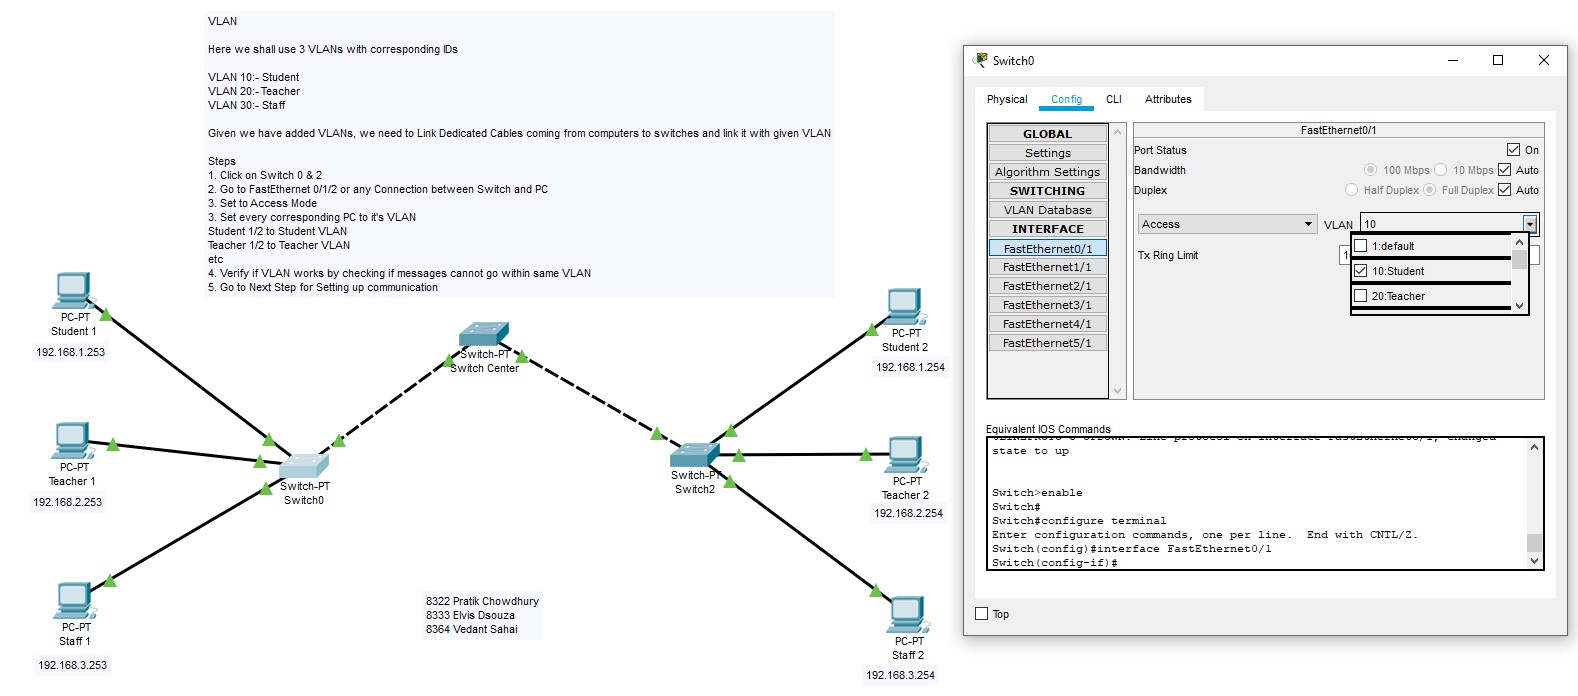 VLAN
Here we shall use 3 VLANs with corresponding IDs
VLAN 10:- Student
VLAN 20:- Teacher
VLAN 30:- Staff
Given we have added VLANs, we need to Link Dedicated Cables coming from computers to switches and link it with given VLAN
Steps
1. Click on Switch 0 & 2
2. Go to FastEthernet 0/1/2 or any Connection between Switch and PC
3. Set to Access Mode
3. Set every corresponding PC to it's VLAN
Student 1/2 to Student VLAN
Teacher 1/2 to Teacher VLAN
etc
4. Verify if VLAN works by checking if messages cannot go within same VLAN
5. Go to Next Step for Setting up communication
PC-PT
Student 1
192.168.1.253
PC-PT
Teacher 1
192.168.2.253
PC-PT
Staff 1
192.168.3.253
Switch-PT
Switch0
Switch-PT
Switch Center
Switch-PT
Switch2
PC-PT
Student 2
192.168.1.254
PC-PT
Teacher 2
192.168.2.254
PC-PT
Staff 2
192.168.3.254
8322 Pratik Chowdhury
8333 Elvis Dsouza
8364 Vedant Sahai
Switch0
Physical Config CLI Attributes
GLOBAL
Settings
Algorithm Settings
SWITCHING
VLAN Database
INTERFACE
FastEthernet0/1
FastEthernet1/1
FastEthernet2/1
FastEthernet3/1
FastEthernet4/1
FastEthernet5/1
FastEthernet0/1
Port Status On
Bandwidth 100 Mbps 10 Mbps Auto
Duplex Half Duplex Full Duplex Auto
Access VLAN 10
1:default
10:Student
20:Teacher
Tx Ring Limit 1
Equivalent IOS Commands
state to up
Switch>enable
Switch#
Switch#configure terminal
Enter configuration commands, one per line. End with CNTL/Z.
Switch(config)#interface FastEthernet0/1
Switch(config-if)#
Top